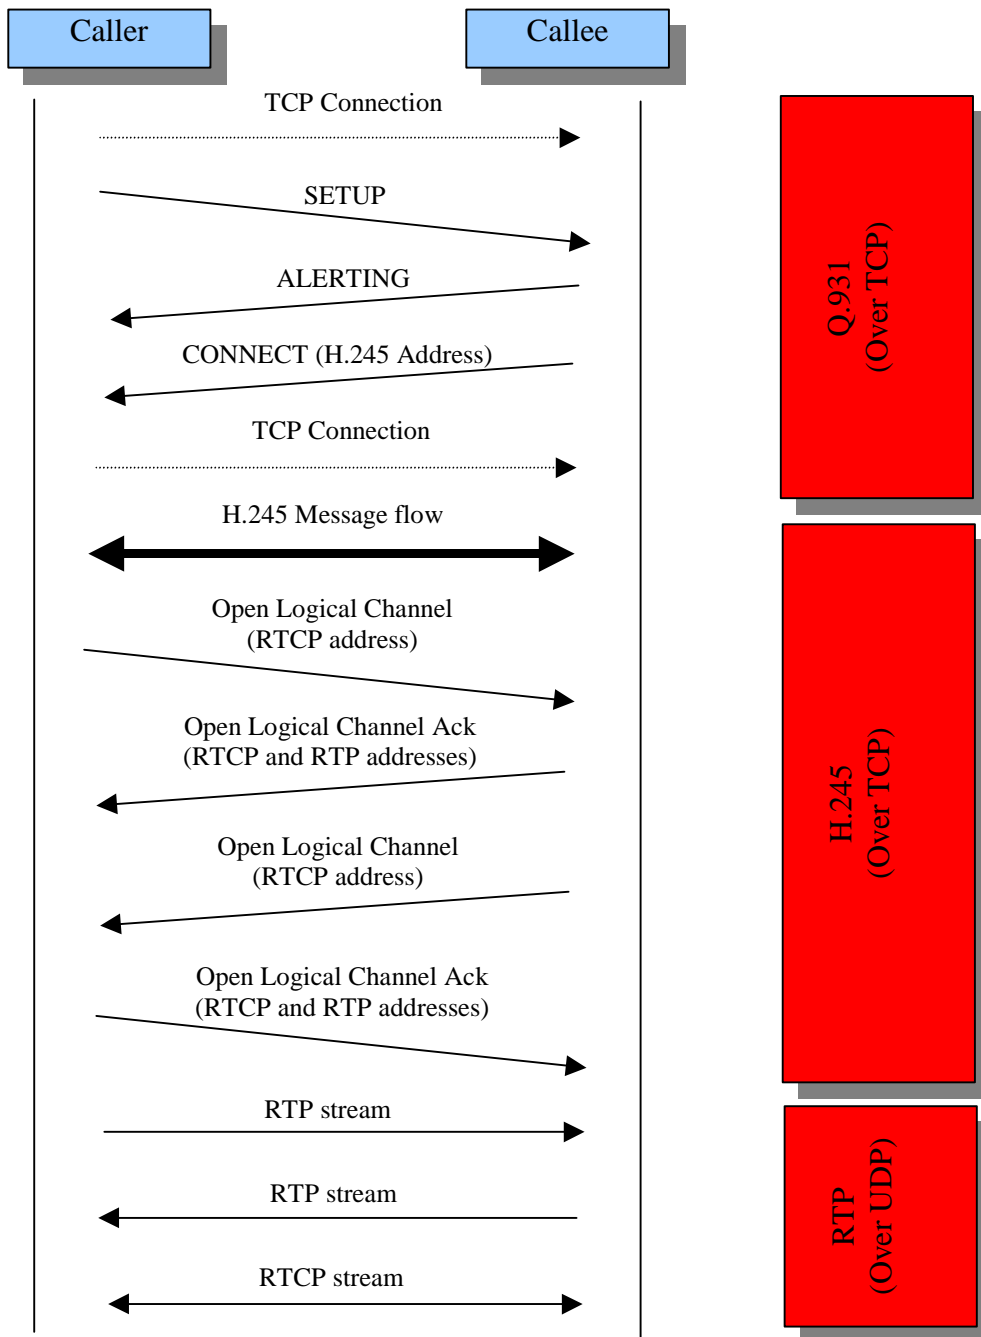 Caller
Callee
TCP Connection
SETUP
ALERTING
CONNECT (H.245 Address)
TCP Connection
Q.931
(Over TCP)
H.245 Message flow
Open Logical Channel
(RTCP address)
Open Logical Channel Ack
(RTCP and RTP addresses)
Open Logical Channel
(RTCP address)
Open Logical Channel Ack
(RTCP and RTP addresses)
H.245
(Over TCP)
RTP stream
RTP stream
RTCP stream
RTP
(Over UDP)